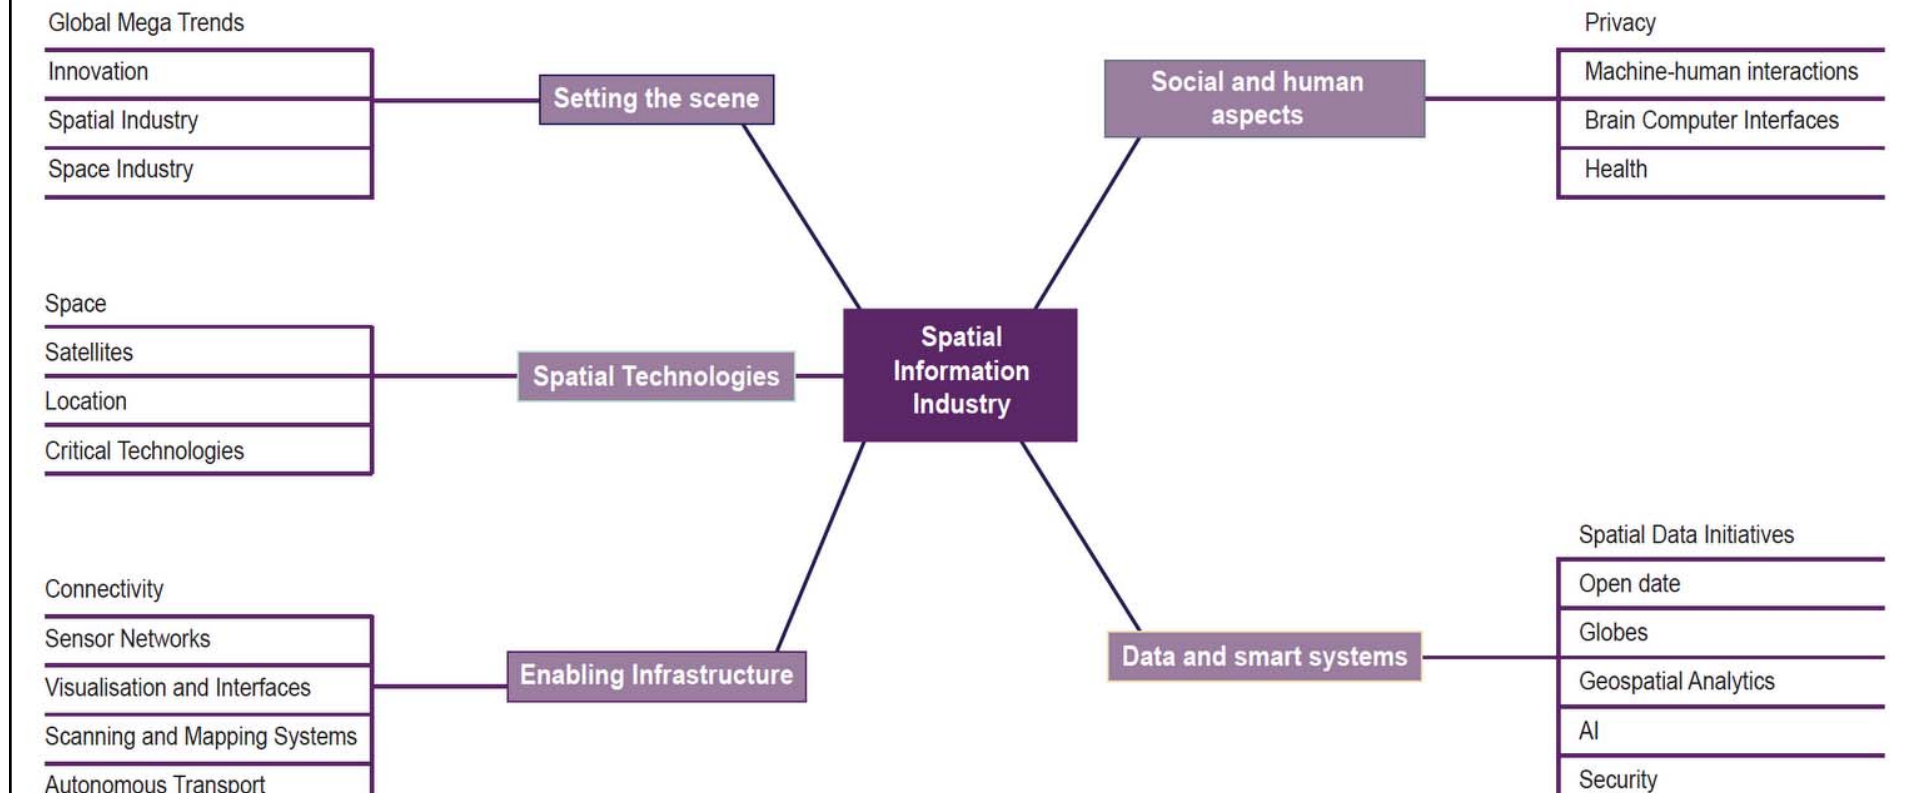 Global Mega Trends
Innovation
Spatial Industry
Space Industry
Setting the scene
Social and human
aspects
Privacy
Machine-human interactions
Brain Computer Interfaces
Health
Space
Satellites
Location
Critical Technologies
Spatial Technologies
Spatial
Information
Industry
Connectivity
Sensor Networks
Visualisation and Interfaces
Scanning and Mapping Systems
Autonomous Transport
Enabling Infrastructure
Data and smart systems
Spatial Data Initiatives
Open date
Globes
Geospatial Analytics
AI
Security